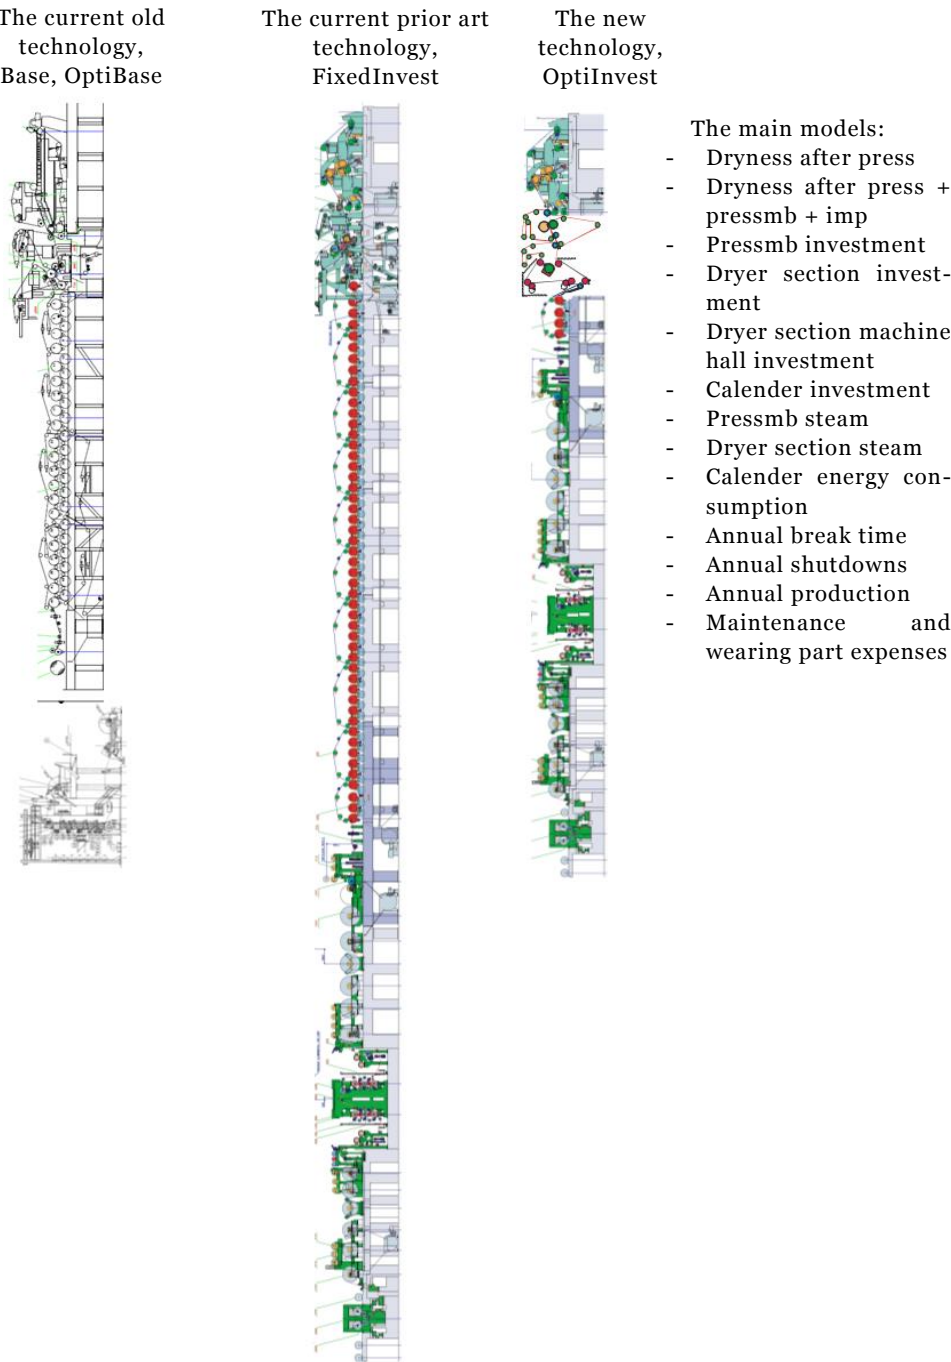 The current old
technology,
Base, OptiBase
The current prior art
technology,
FixedInvest
The new
technology,
OptiInvest
The main models:
- Dryness after press
- Dryness after press +
pressmb + imp
- Pressmb investment
- Dryer section invest-
ment
- Dryer section machine
hall investment
- Calender investment
- Pressmb steam
- Dryer section steam
- Calender energy con-
sumption
- Annual break time
- Annual shutdowns
- Annual production
- Maintenance and
wearing part expenses